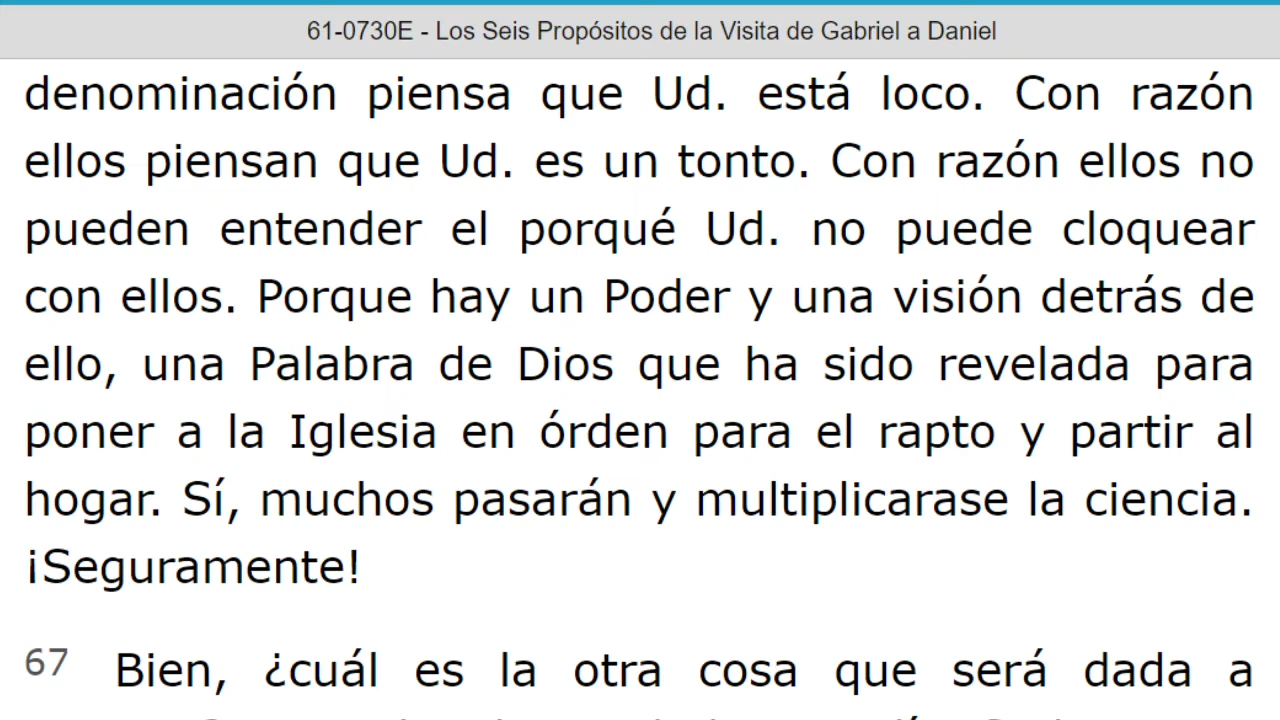 61-0730E - Los Seis Propósitos de la Visita de Gabriel a Daniel
denominación piensa que Ud. está loco. Con razón
ellos piensan que Ud. es un tonto. Con razón ellos no
pueden entender el porqué Ud. no puede cloquear
con ellos. Porque hay un Poder y una visión detrás de
ello, una Palabra de Dios que ha sido revelada para
poner a la Iglesia en órden para el rapto y partir al
hogar. Sí, muchos pasarán y multiplicarase la ciencia.
¡Seguramente!
67 Bien, ¿cuál es la otra cosa que será dada a